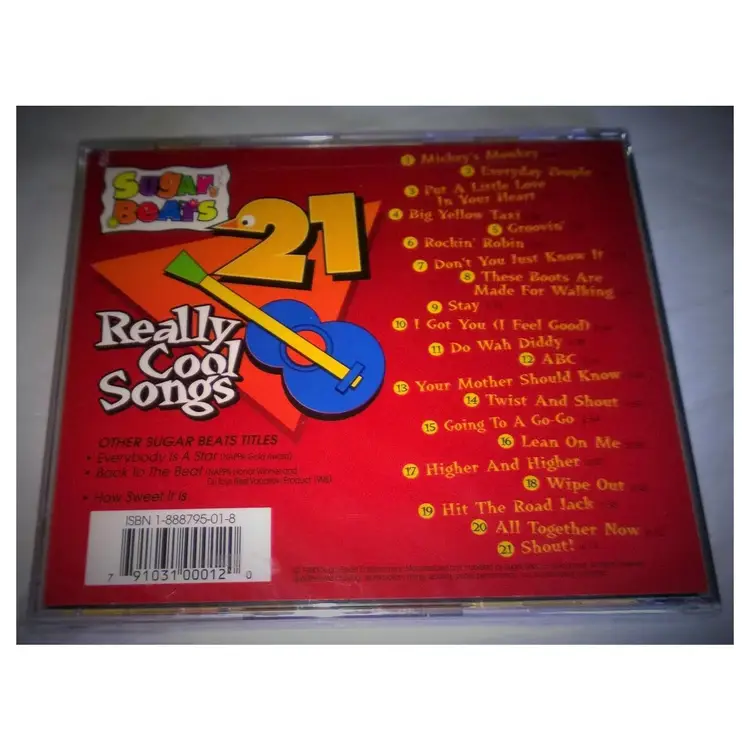 Sugar
Beats
21
Really
Cool
Songs
1 Mickey's Monkey
2 Everyday People
3 Put A Little Love
In Your Heart
4 Big Yellow Taxi
5 Groovin'
6 Rockin' Robin
7 Don't You Just Know It
8 These Boots Are
Made For Walking
9 Stay
10 I Got You (I Feel Good)
11 Do Wah Diddy
12 ABC
13 Your Mother Should Know
14 Twist And Shout
15 Going To A Go-Go
16 Lean On Me
17 Higher And Higher
18 Wipe Out
19 Hit The Road Jack
20 All Together Now
21 Shout!
OTHER SUGAR BEATS TITLES
• Everybody Is A Star
• Back To The Beat
• How Sweet It Is
ISBN 1-888795-01-8
7 91031 00012 0